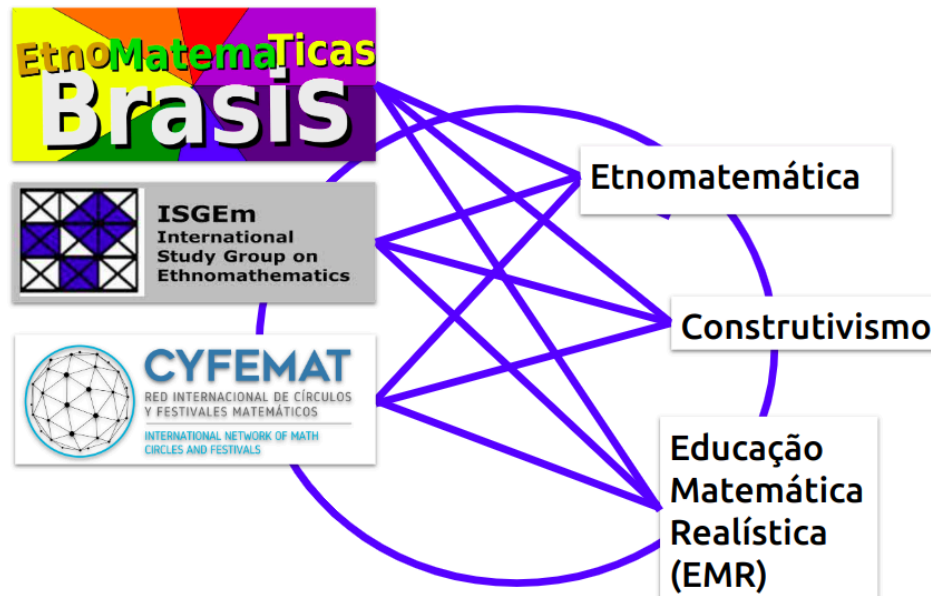 EtnoMatemaTicas
Brasis
ISGEm
International
Study Group on
Ethnomathematics
CYFEMAT
RED INTERNACIONAL DE CÍRCULOS
Y FESTIVALES MATEMÁTICOS
INTERNATIONAL NETWORK OF MATH
CIRCLES AND FESTIVALS
Etnomatemática
Construtivismo
Educação
Matemática
Realística
(EMR)